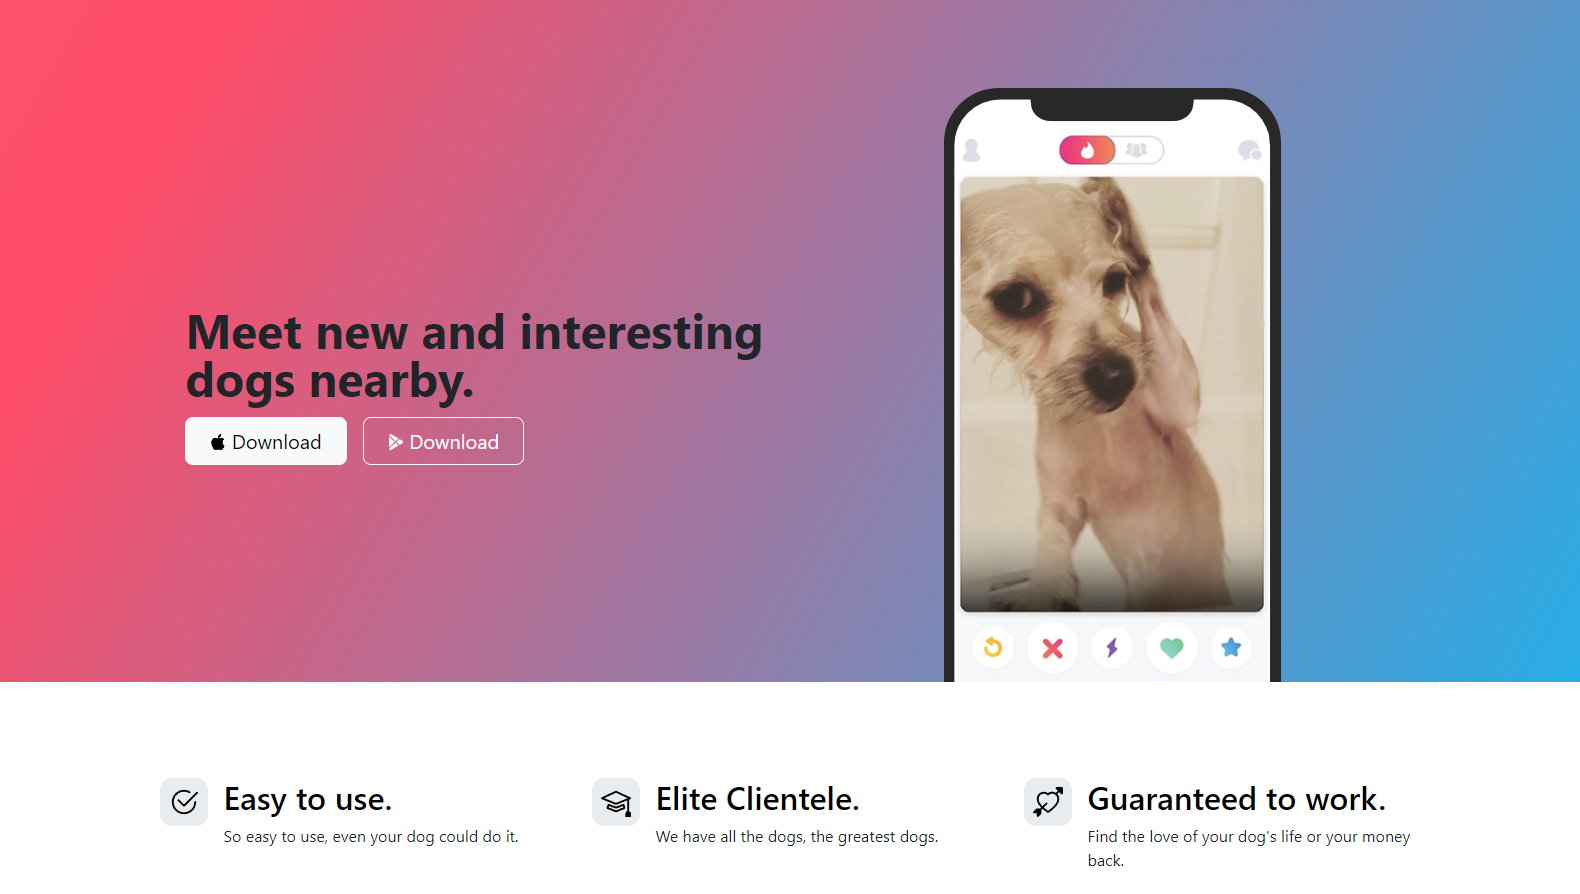 Meet new and interesting
dogs nearby.
Download
Download
Easy to use.
So easy to use, even your dog could do it.
Elite Clientele.
We have all the dogs, the greatest dogs.
Guaranteed to work.
Find the love of your dog's life or your money
back.